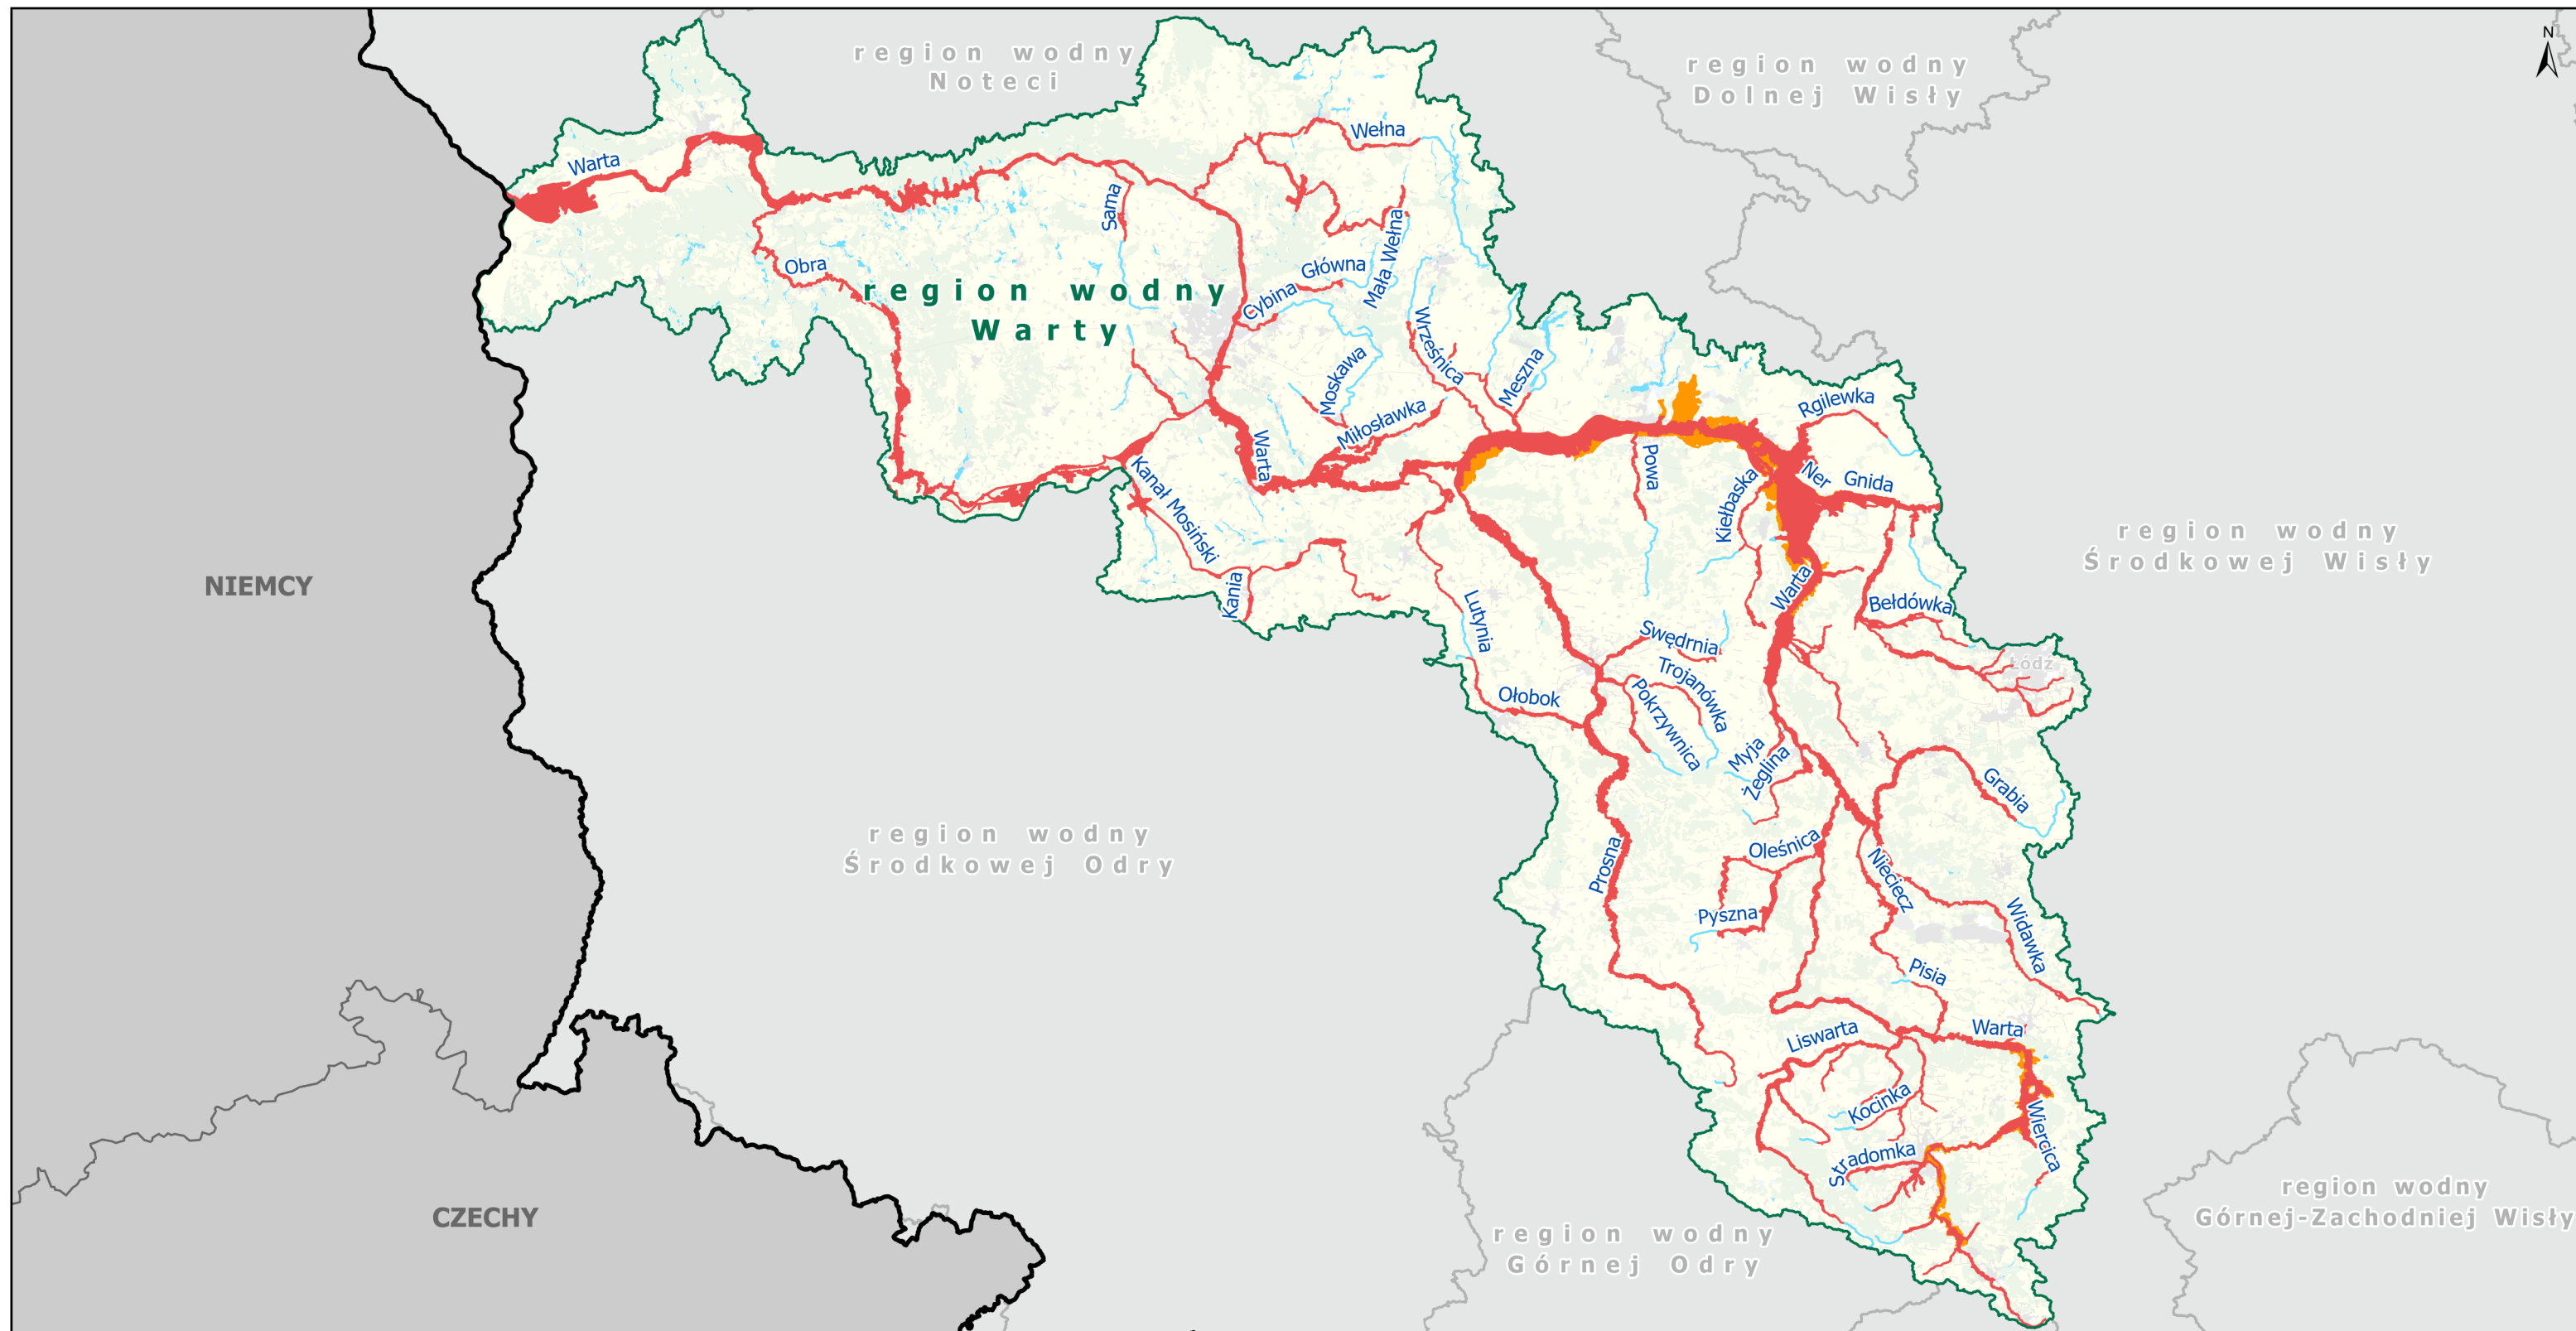 N
region wodny
Noteci
region wodny
Dolnej Wisły
Warta
Wełna
Sama
Obra
Główna
Mała Wełna
Cybina
region wodny
Warty
Wrześnica
Moskawa
Meszna
Miłosławka
Rgilewka
Warta
Powa
Kiełbaska
Ner
Gnida
Kanał Mosiński
Kania
region wodny
Środkowej Wisły
NIEMCY
Warta
Bełdówka
Lutynia
Swędrnia
Łódź
Trojanówka
Ołobok
Pokrzywnica
Myja
Żeglina
Grabia
region wodny
Środkowej Odry
Prosna
Oleśnica
Nieciecz
Pyszna
Widawka
Pisia
Warta
Liswarta
Kocinka
Wiercica
Stradomka
CZECHY
region wodny
Górnej Odry
region wodny
Górnej-Zachodniej Wisły